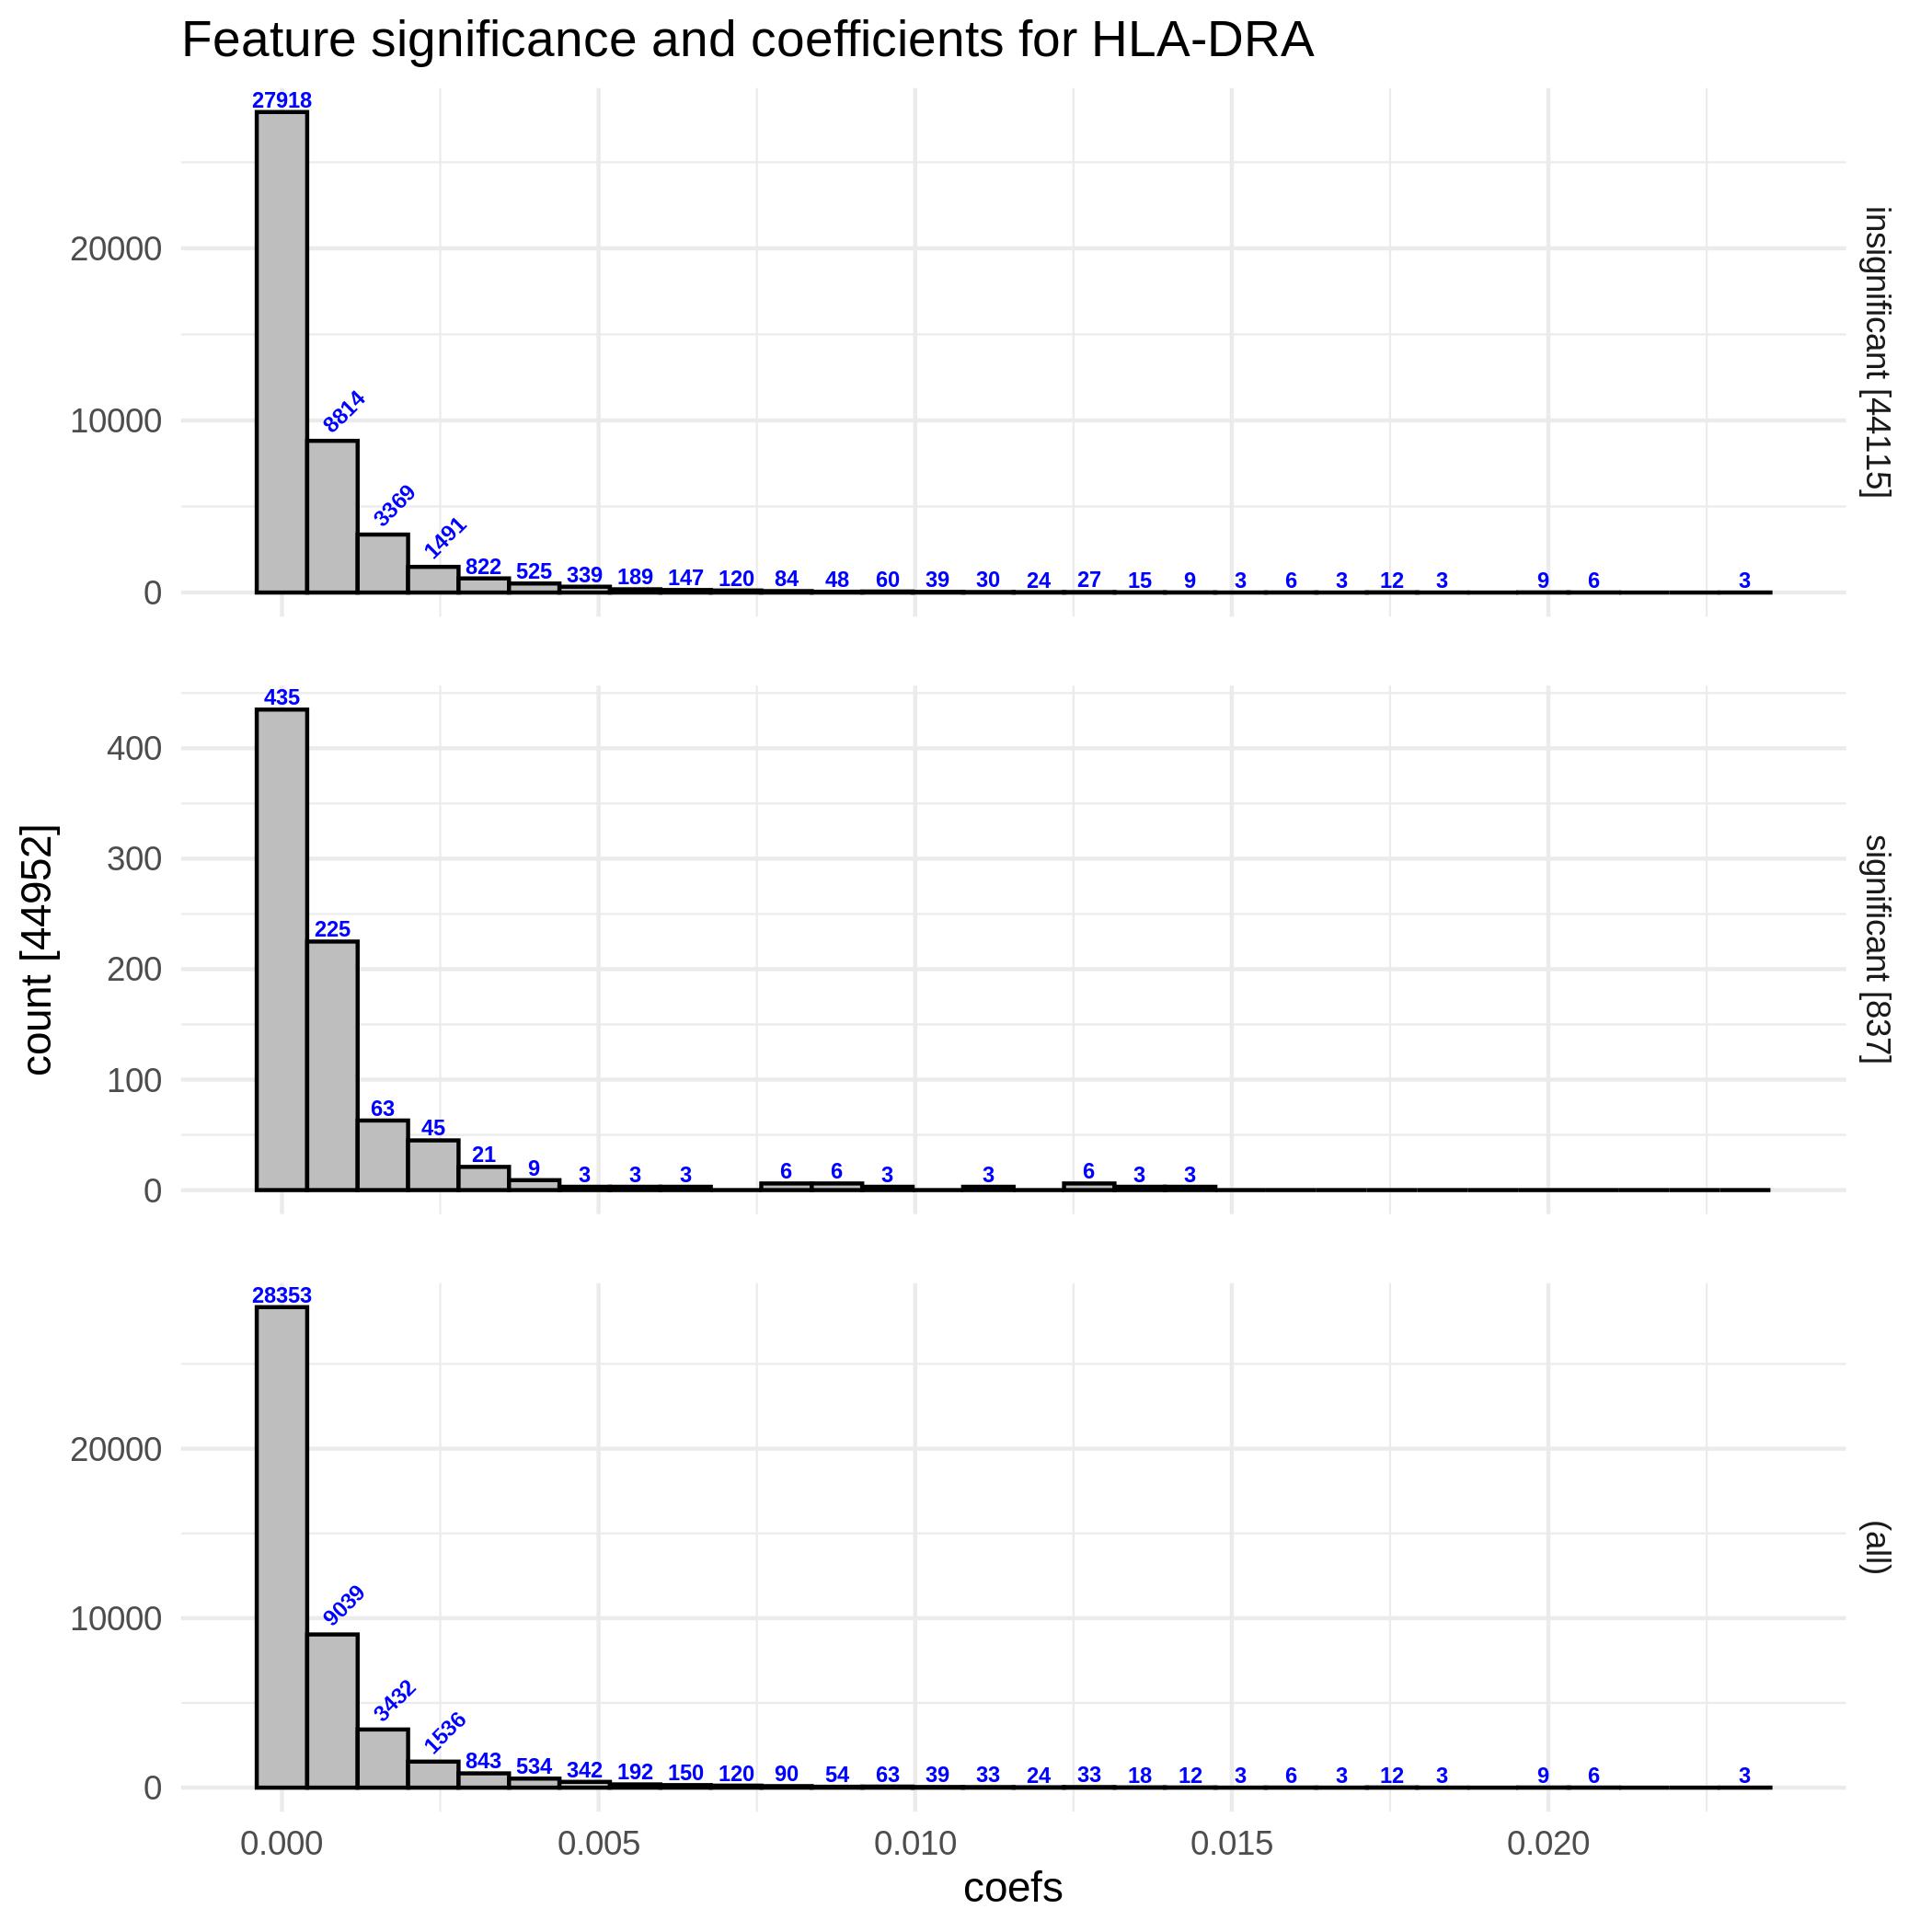 Feature significance and coefficients for HLA-DRA
27918
8814
3369
1491
822 525 339 189 147 120 84 48 60 39 30 24 27 15 9 3 6 3 12 3 9 6 3
20000
10000
0
insignificant [44115]
435
225
63
45
21
9
3 3 3 6 6 3 3 6 3 3
400
300
200
100
0
significant [837]
count [44952]
28353
9039
3432
1536
843 534 342 192 150 120 90 54 63 39 33 24 33 18 12 3 6 3 12 3 9 6 3
20000
10000
0
(all)
0.000 0.005 0.010 0.015 0.020
coefs